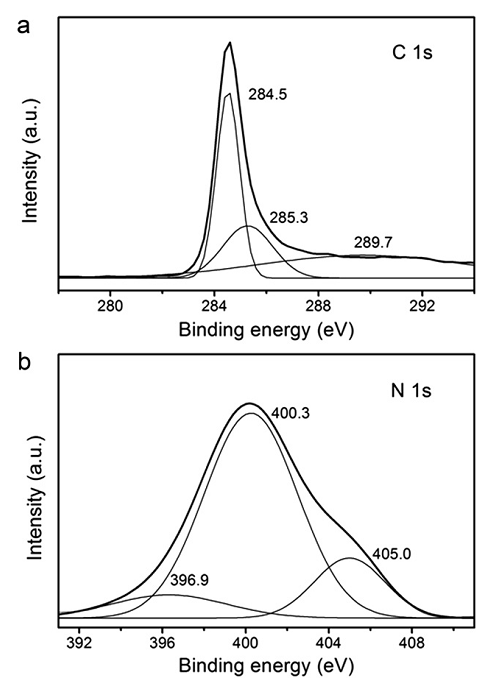 a
C 1s
284.5
285.3
289.7
Intensity (a.u.)
280 284 288 292
Binding energy (eV)
b
N 1s
400.3
405.0
396.9
Intensity (a.u.)
392 396 400 404 408
Binding energy (eV)